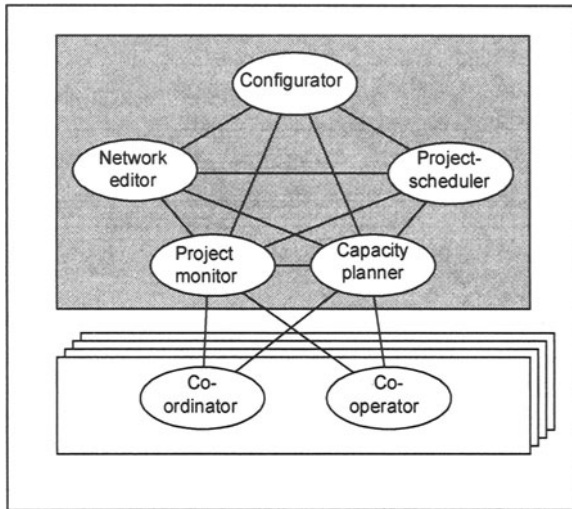 Configurator
Network
editor
Project-
scheduler
Project
monitor
Capacity
planner
Co-
ordinator
Co-
operator